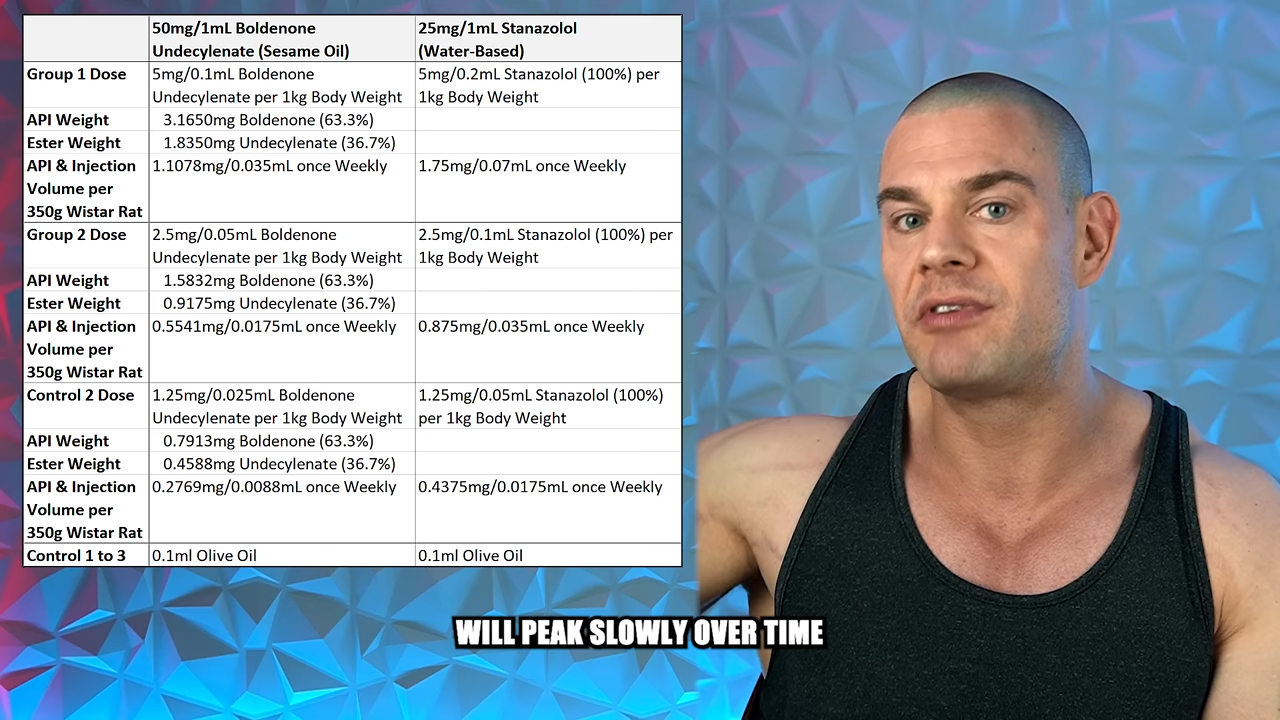 50mg/1mL Boldenone Undecylenate (Sesame Oil) 25mg/1mL Stanazolol (Water-Based)
Group 1 Dose 5mg/0.1mL Boldenone Undecylenate per 1kg Body Weight 5mg/0.2mL Stanazolol (100%) per 1kg Body Weight
API Weight 3.1650mg Boldenone (63.3%)
Ester Weight 1.8350mg Undecylenate (36.7%)
API & Injection Volume per 350g Wistar Rat 1.1078mg/0.035mL once Weekly 1.75mg/0.07mL once Weekly
Group 2 Dose 2.5mg/0.05mL Boldenone Undecylenate per 1kg Body Weight 2.5mg/0.1mL Stanazolol (100%) per 1kg Body Weight
API Weight 1.5832mg Boldenone (63.3%)
Ester Weight 0.9175mg Undecylenate (36.7%)
API & Injection Volume per 350g Wistar Rat 0.5541mg/0.0175mL once Weekly 0.875mg/0.035mL once Weekly
Control 2 Dose 1.25mg/0.025mL Boldenone Undecylenate per 1kg Body Weight 1.25mg/0.05mL Stanazolol (100%) per 1kg Body Weight
API Weight 0.7913mg Boldenone (63.3%)
Ester Weight 0.4588mg Undecylenate (36.7%)
API & Injection Volume per 350g Wistar Rat 0.2769mg/0.0088mL once Weekly 0.4375mg/0.0175mL once Weekly
Control 1 to 3 0.1ml Olive Oil 0.1ml Olive Oil
WILL PEAK SLOWLY OVER TIME